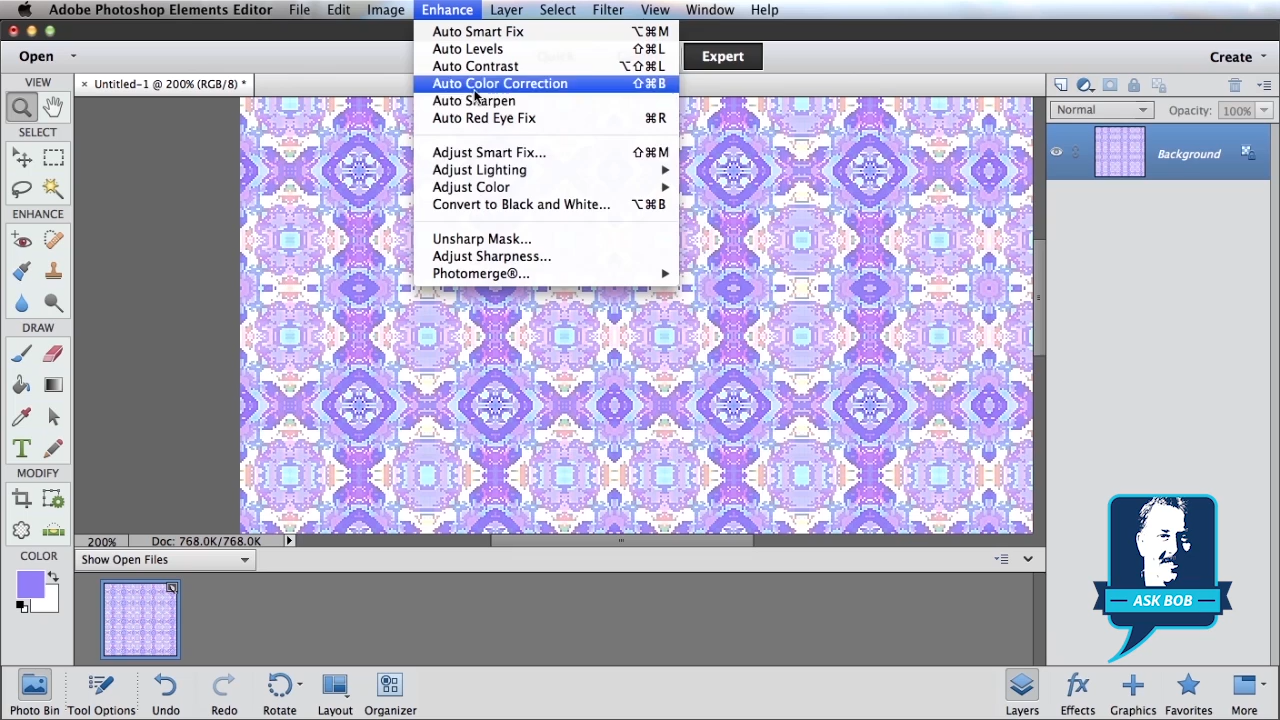 Adobe Photoshop Elements Editor File Edit Image Enhance Layer Select Filter View Window Help
Open Expert Create
Auto Smart Fix ⌥⌘M
Auto Levels ⇧⌘L
Auto Contrast ⌥⇧⌘L
Auto Color Correction ⇧⌘B
Auto Sharpen
Auto Red Eye Fix ⌘R
Adjust Smart Fix... ⇧⌘M
Adjust Lighting
Adjust Color
Convert to Black and White... ⌥⌘B
Unsharp Mask...
Adjust Sharpness...
Photomerge®...
VIEW
SELECT
ENHANCE
DRAW
MODIFY
COLOR
Untitled-1 @ 200% (RGB/8) *
Normal Opacity: 100%
Background
200% Doc: 768.0K/768.0K
Show Open Files
ASK BOB
Photo Bin Tool Options Undo Redo Rotate Layout Organizer Layers Effects Graphics Favorites More